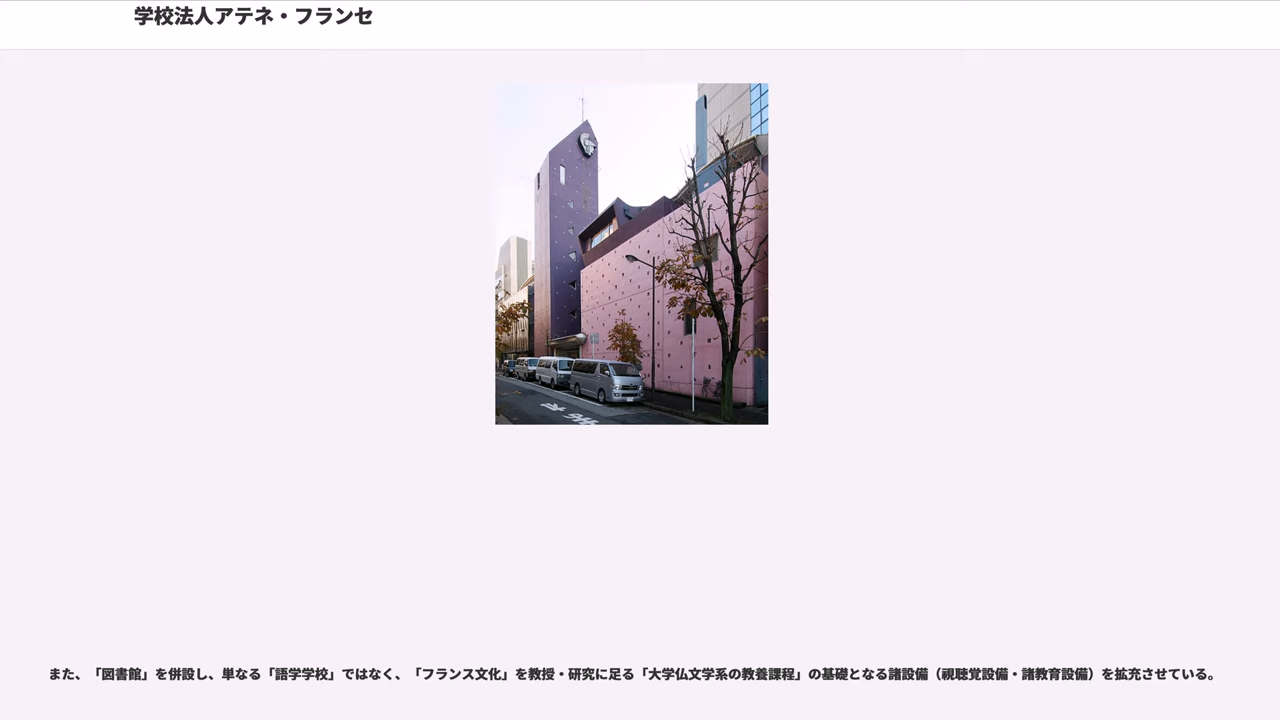 学校法人アテネ・フランセ
また、「図書館」を併設し、単なる「語学学校」ではなく、「フランス文化」を教授・研究に足る「大学仏文学系の教養課程」の基礎となる諸設備（視聴覚設備・諸教育設備）を拡充させている。